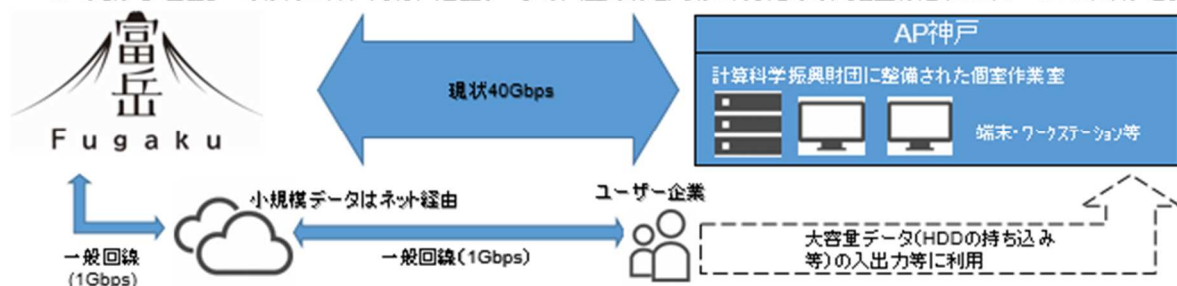 富
岳
Fugaku
現状40Gbps
AP神戸
計算科学振興財団に整備された個室作業室
端末・ワークステーション等
小規模データはネット経由
ユーザー企業
一般回線
(1Gbps)
一般回線(1Gbps)
大容量データ(HDDの持ち込み
等)の入出力等に利用